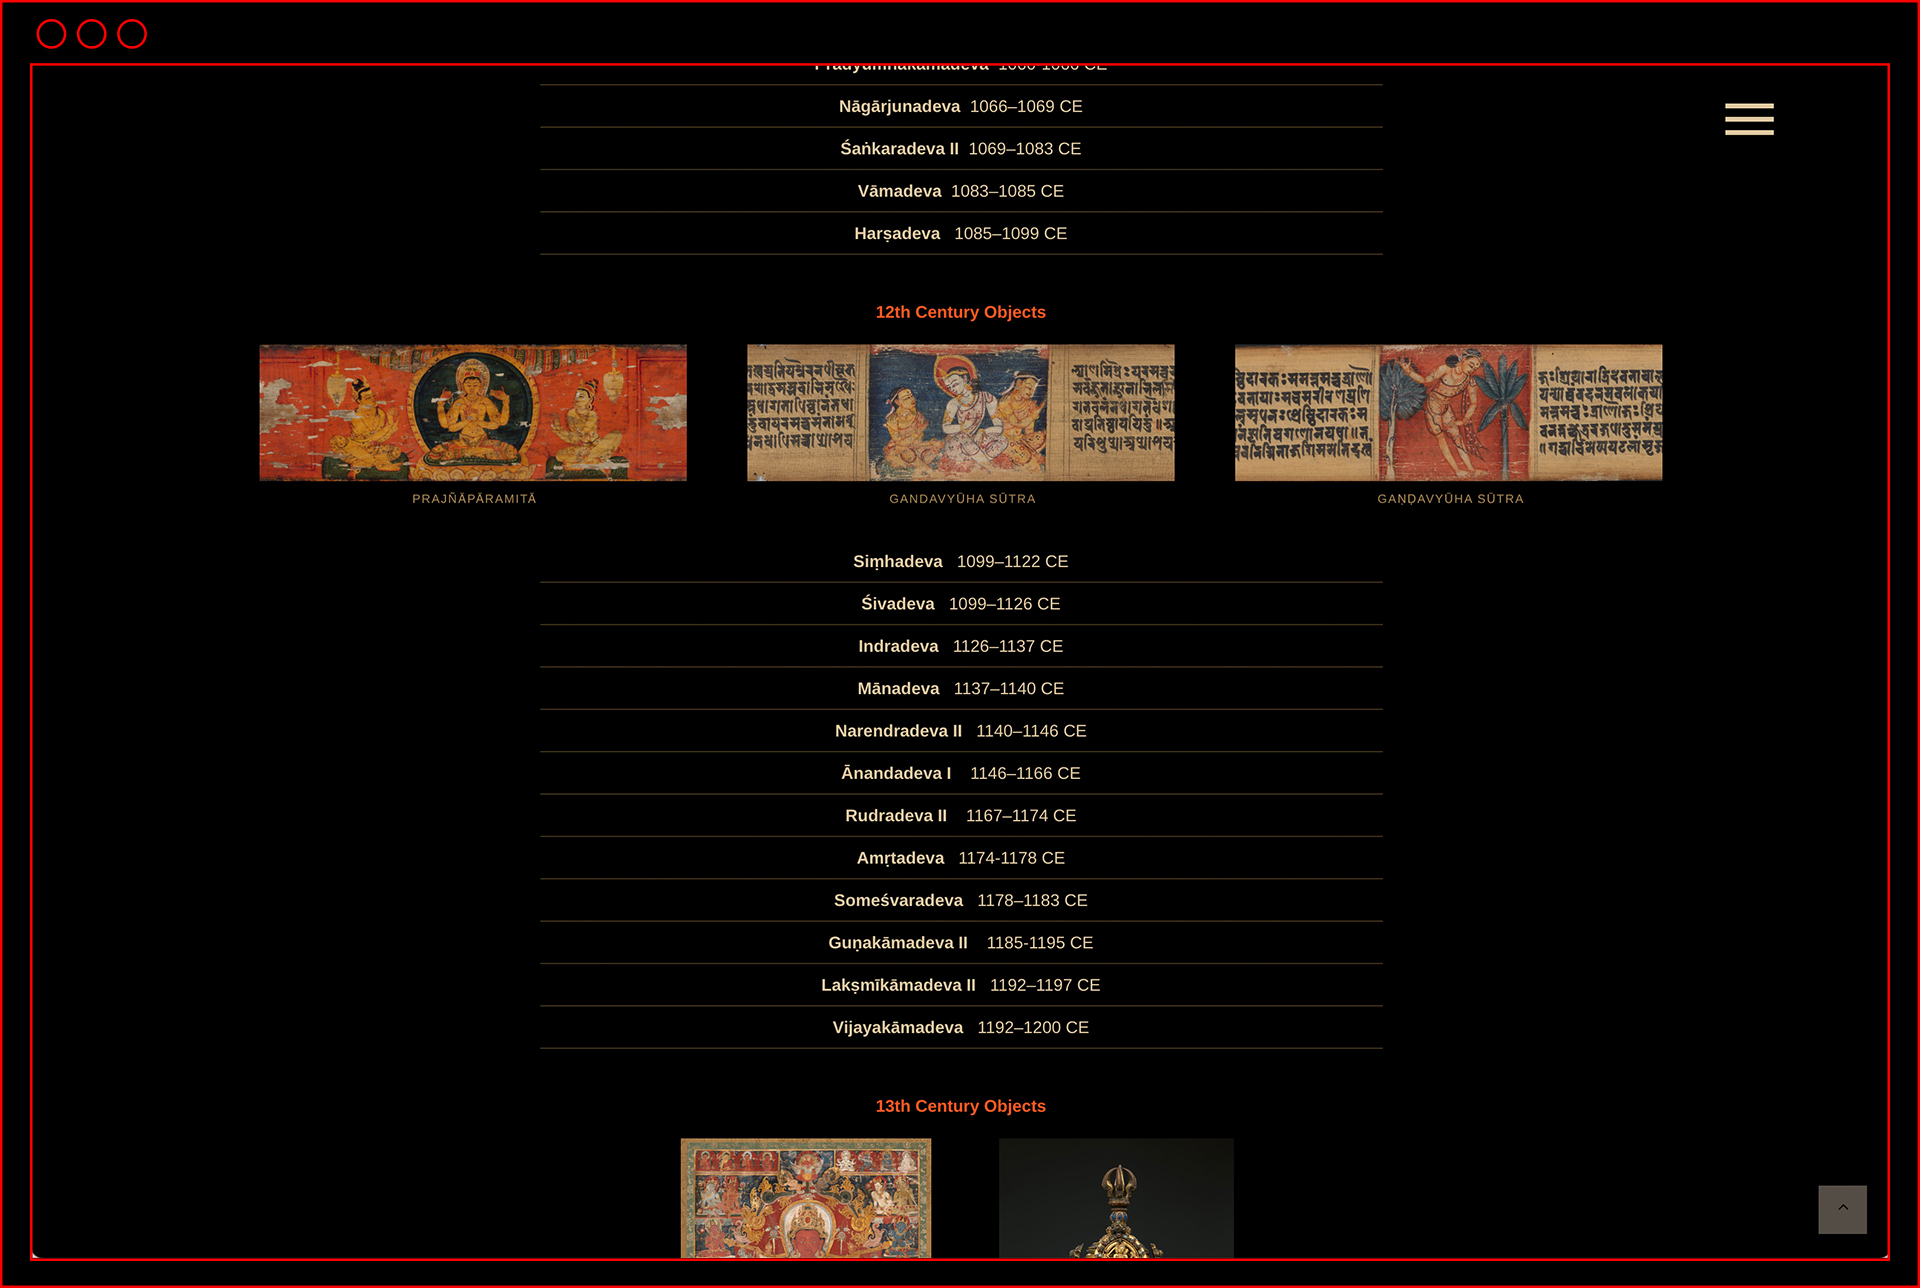 Nāgārjunadeva 1066–1069 CE
Śaṅkaradeva II 1069–1083 CE
Vāmadeva 1083–1085 CE
Harṣadeva 1085–1099 CE
12th Century Objects
PRAJÑĀPĀRAMITĀ
GANDAVYŪHA SŪTRA
GAṆḌAVYŪHA SŪTRA
Siṃhadeva 1099–1122 CE
Śivadeva 1099–1126 CE
Indradeva 1126–1137 CE
Mānadeva 1137–1140 CE
Narendradeva II 1140–1146 CE
Ānandadeva I 1146–1166 CE
Rudradeva II 1167–1174 CE
Amṛtadeva 1174-1178 CE
Someśvaradeva 1178–1183 CE
Guṇakāmadeva II 1185-1195 CE
Lakṣmīkāmadeva II 1192–1197 CE
Vijayakāmadeva 1192–1200 CE
13th Century Objects